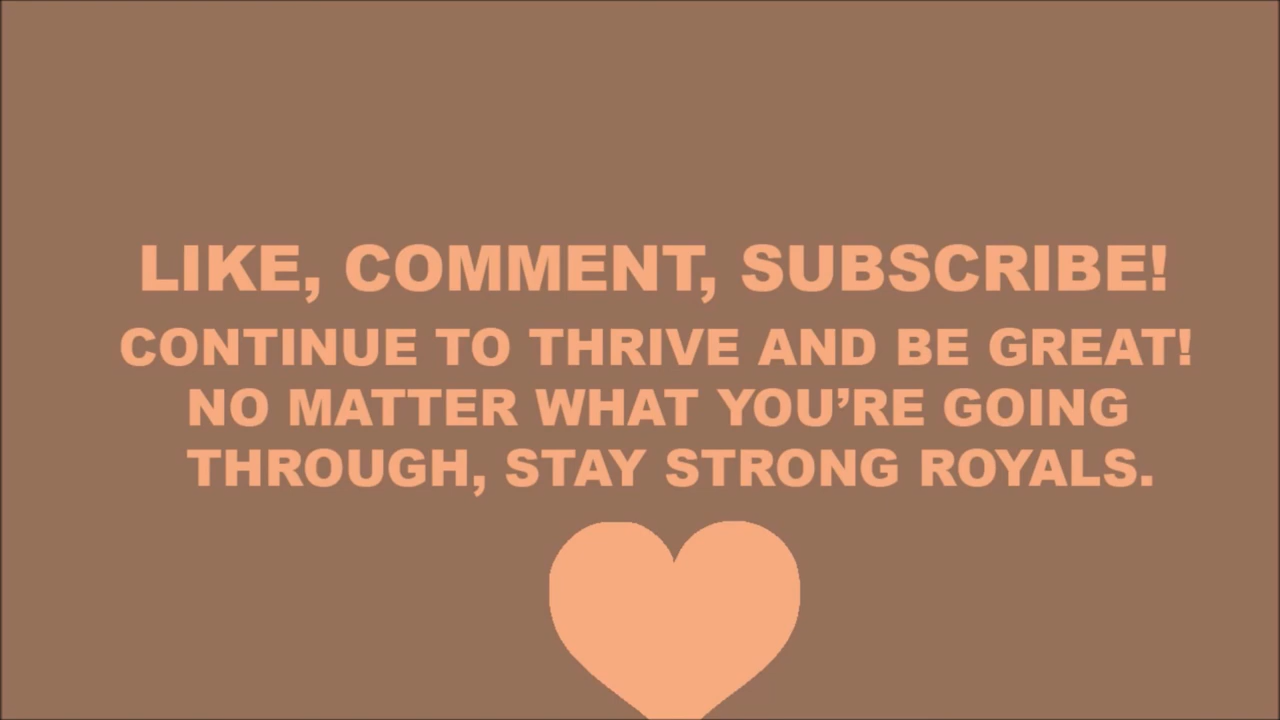 LIKE, COMMENT, SUBSCRIBE!
CONTINUE TO THRIVE AND BE GREAT!
NO MATTER WHAT YOU’RE GOING
THROUGH, STAY STRONG ROYALS.